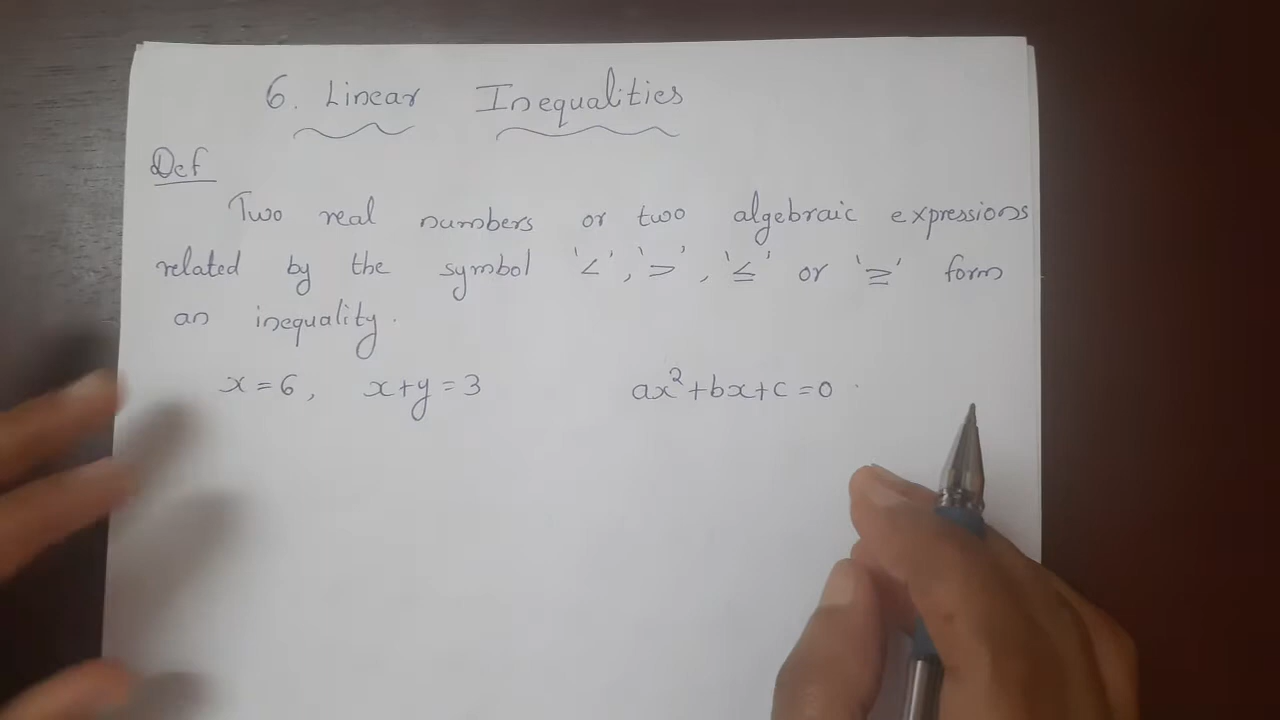 6. Linear Inequalities
Def
Two real numbers or two algebraic expressions
related by the symbol '<', '>', '≤' or '≥' form
an inequality.
x = 6, x+y = 3 ax²+bx+c = 0